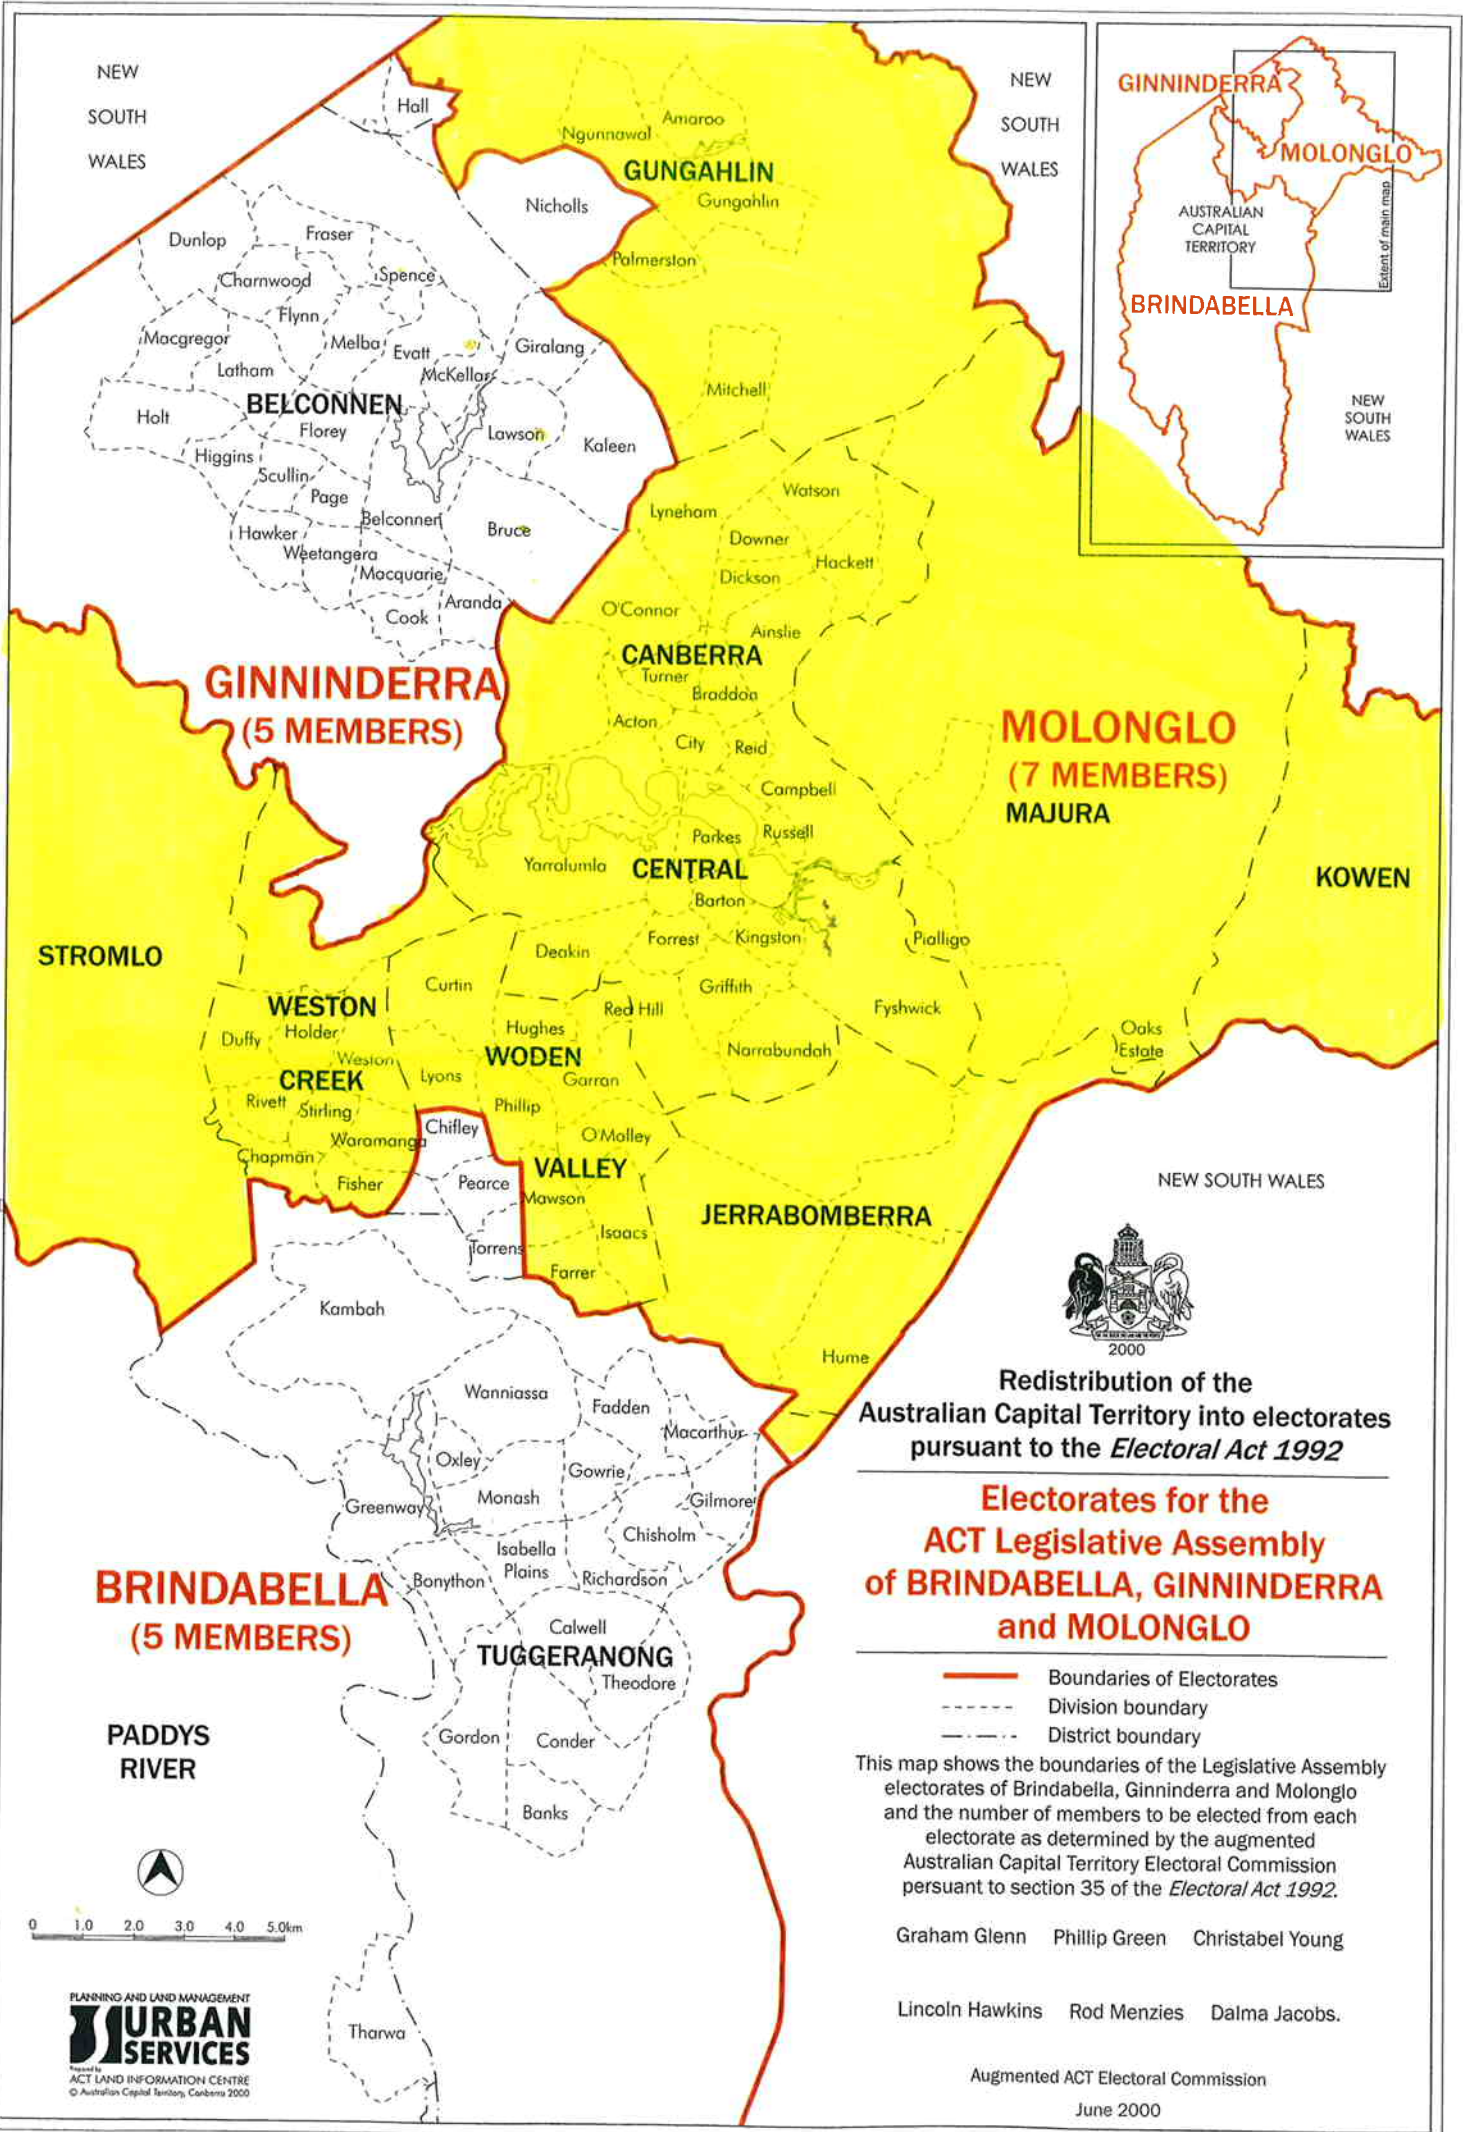 NEW
SOUTH
WALES
Hall
Ngunnawal
Amaroo
GUNGAHLIN
Gungahlin
Nicholls
Palmerston
NEW
SOUTH
WALES
GINNINDERRA
MOLONGLO
AUSTRALIAN
CAPITAL
TERRITORY
Extent of main map
BRINDABELLA
NEW
SOUTH
WALES
Dunlop
Fraser
Charnwood
Spence
Flynn
Macgregor
Melba
Evatt
Giralang
Latham
McKellar
Mitchell
BELCONNEN
Holt
Florey
Lawson
Kaleen
Higgins
Scullin
Page
Belconnen
Bruce
Hawker
Weetangera
Macquarie
Aranda
Cook
Watson
Lyneham
Downer
Hackett
Dickson
O'Connor
Ainslie
CANBERRA
Turner
Braddon
Acton
City
Reid
GINNINDERRA
(5 MEMBERS)
MOLONGLO
(7 MEMBERS)
MAJURA
Campbell
Parkes
Russell
Yarralumla
CENTRAL
Barton
KOWEN
Forrest
Kingston
Pialligo
Deakin
STROMLO
Curtin
Griffith
WESTON
Red Hill
Fyshwick
Duffy
Holder
Hughes
Oaks
Estate
Weston
WODEN
Narrabundah
CREEK
Lyons
Garran
Rivett
Stirling
Phillip
Waramanga
Chifley
O'Malley
Chapman
VALLEY
Fisher
Pearce
Mawson
JERRABOMBERRA
Isaacs
Torrens
Farrer
NEW SOUTH WALES
Kambah
Hume
Wanniassa
Fadden
Macarthur
Oxley
Gowrie
Greenway
Monash
Gilmore
Chisholm
Isabella
Plains
Bonython
Richardson
BRINDABELLA
(5 MEMBERS)
Calwell
TUGGERANONG
Theodore
PADDYS
RIVER
Gordon
Conder
Banks
Tharwa
0 1.0 2.0 3.0 4.0 5.0km
PLANNING AND LAND MANAGEMENT
URBAN
SERVICES
Prepared by
ACT LAND INFORMATION CENTRE
© Australian Capital Territory, Canberra 2000
2000
Redistribution of the
Australian Capital Territory into electorates
pursuant to the Electoral Act 1992
Electorates for the
ACT Legislative Assembly
of BRINDABELLA, GINNINDERRA
and MOLONGLO
Boundaries of Electorates
Division boundary
District boundary
This map shows the boundaries of the Legislative Assembly
electorates of Brindabella, Ginninderra and Molonglo
and the number of members to be elected from each
electorate as determined by the augmented
Australian Capital Territory Electoral Commission
persuant to section 35 of the Electoral Act 1992.
Graham Glenn Phillip Green Christabel Young
Lincoln Hawkins Rod Menzies Dalma Jacobs.
Augmented ACT Electoral Commission
June 2000